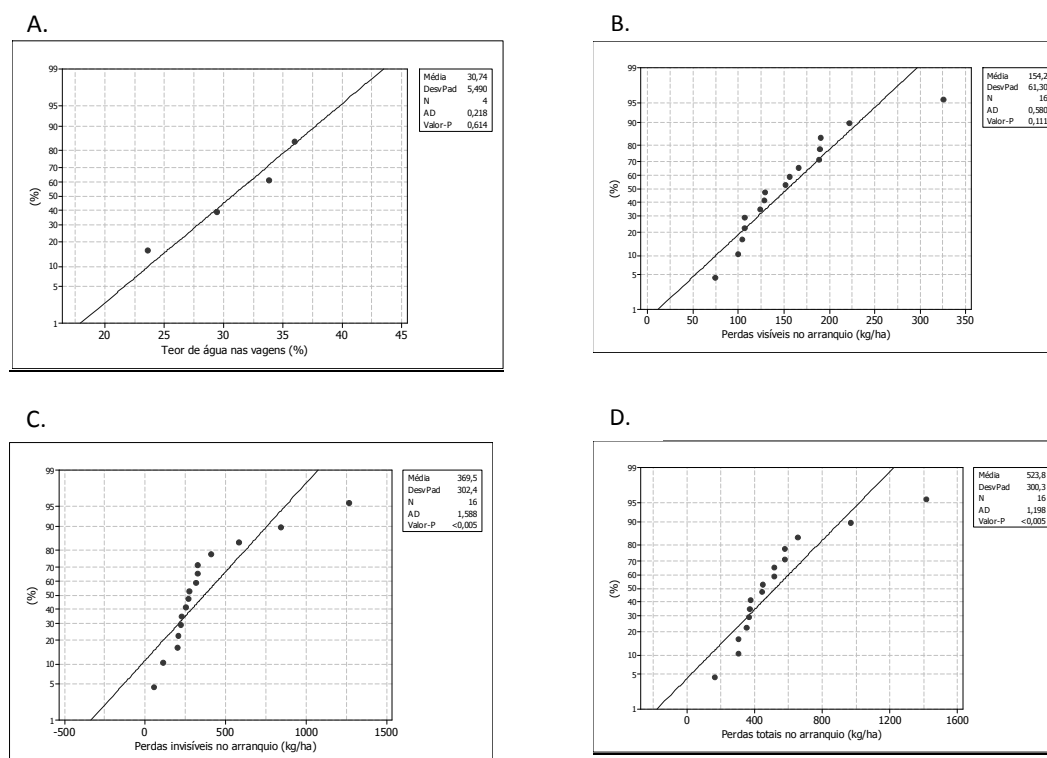 A.
99
95
90
80
70
60
50
40
30
20
10
5
1
(%)
20 25 30 35 40 45
Teor de água nas vagens (%)
Média 30,74
DesvPad 5,490
N 4
AD 0,218
Valor-P 0,614
B.
99
95
90
80
70
60
50
40
30
20
10
5
1
(%)
0 50 100 150 200 250 300 350
Perdas visíveis no arranquio (kg/ha)
Média 154,2
DesvPad 61,30
N 16
AD 0,580
Valor-P 0,111
C.
99
95
90
80
70
60
50
40
30
20
10
5
1
(%)
-500 0 500 1000 1500
Perdas invisíveis no arranquio (kg/ha)
Média 369,5
DesvPad 302,4
N 16
AD 1,588
Valor-P <0,005
D.
99
95
90
80
70
60
50
40
30
20
10
5
1
(%)
0 400 800 1200 1600
Perdas totais no arranquio (kg/ha)
Média 523,8
DesvPad 300,3
N 16
AD 1,198
Valor-P <0,005